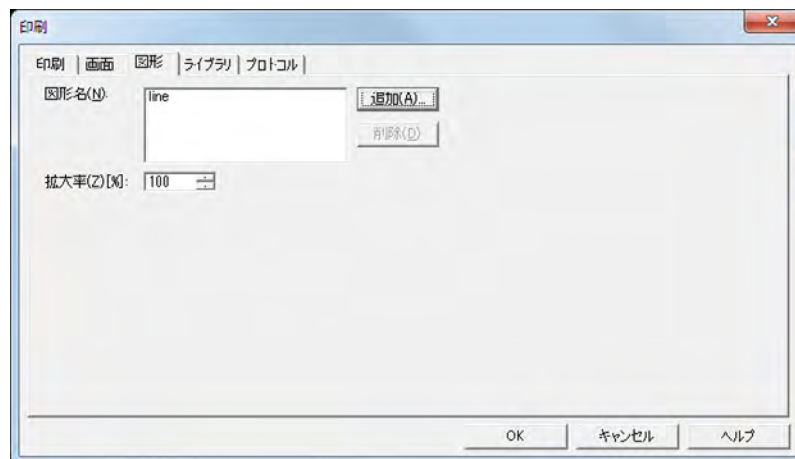 印刷
印刷 画面 図形 ライブラリ プロトコル
図形名(N): line 追加(A)...
削除(D)
拡大率(Z)[%]: 100
OK キャンセル ヘルプ